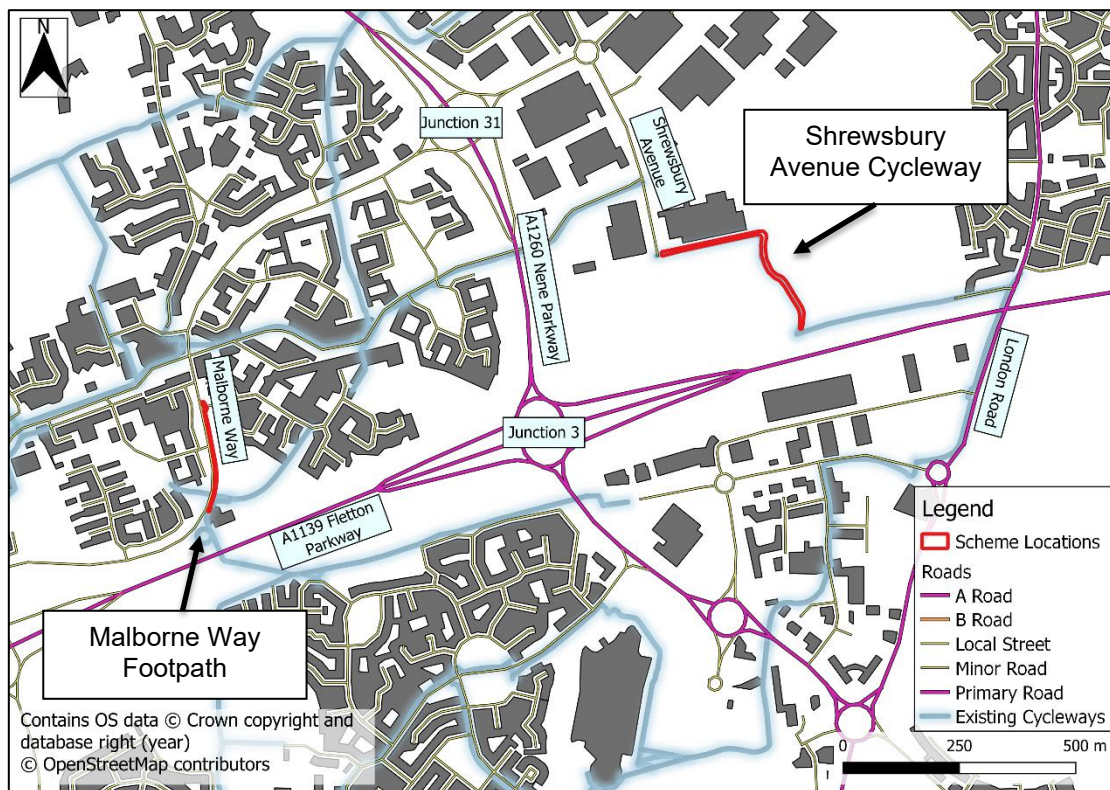 N
Junction 31
Shrewsbury
Avenue
Shrewsbury
Avenue Cycleway
A1260 Nene Parkway
Malborne Way
Junction 3
London Road
A1139 Fletton
Parkway
Malborne Way
Footpath
Legend
Scheme Locations
Roads
A Road
B Road
Local Street
Minor Road
Primary Road
Existing Cycleways
0 250 500 m
Contains OS data © Crown copyright and
database right (year)
© OpenStreetMap contributors